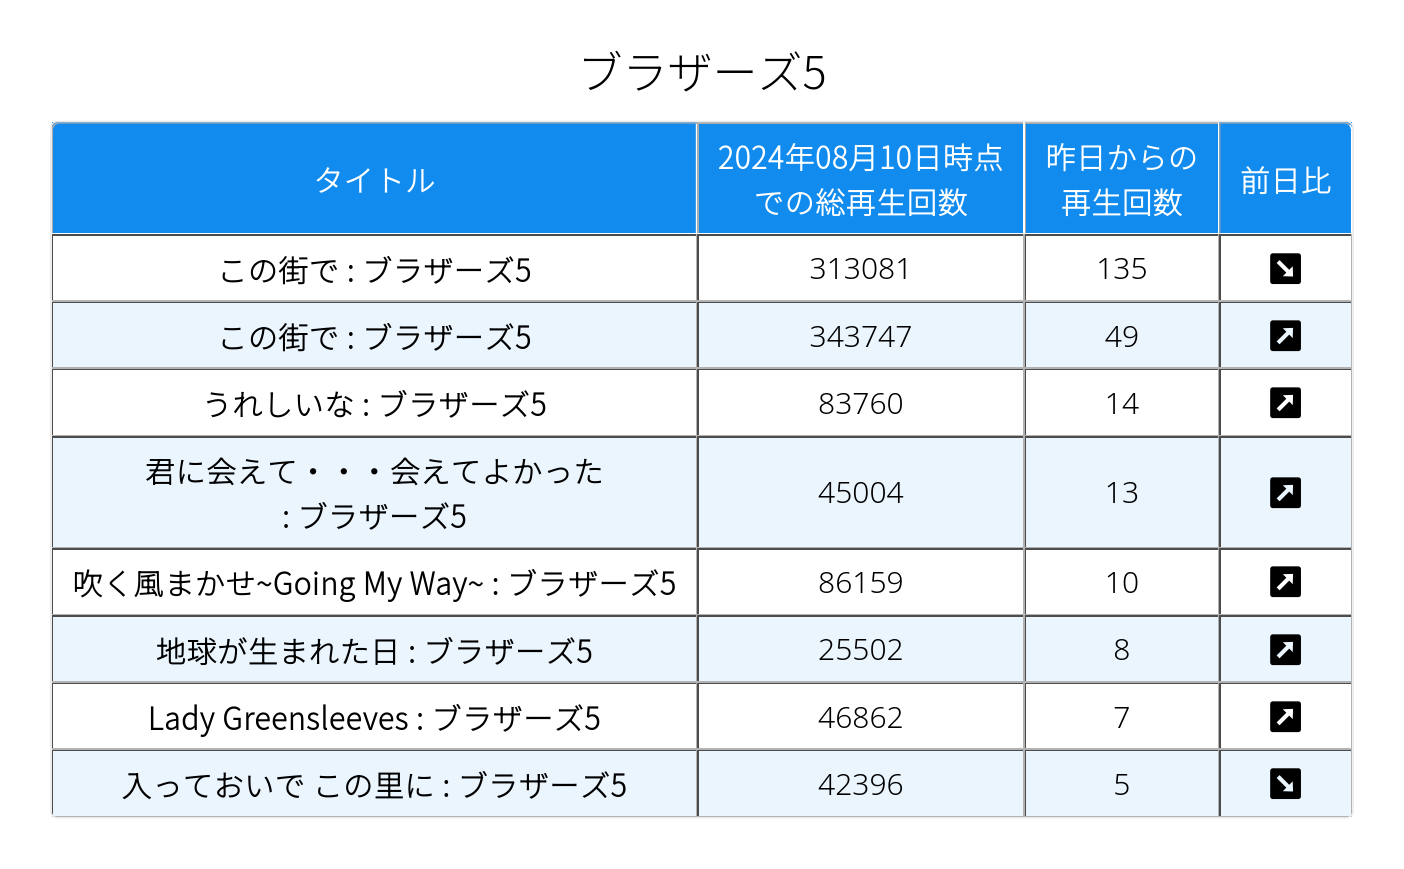 ブラザーズ5
タイトル
2024年08月10日時点
での総再生回数
昨日からの
再生回数
前日比
この街で : ブラザーズ5
313081
135
この街で : ブラザーズ5
343747
49
うれしいな : ブラザーズ5
83760
14
君に会えて・・・会えてよかった
: ブラザーズ5
45004
13
吹く風まかせ~Going My Way~ : ブラザーズ5
86159
10
地球が生まれた日 : ブラザーズ5
25502
8
Lady Greensleeves : ブラザーズ5
46862
7
入っておいで この里に : ブラザーズ5
42396
5